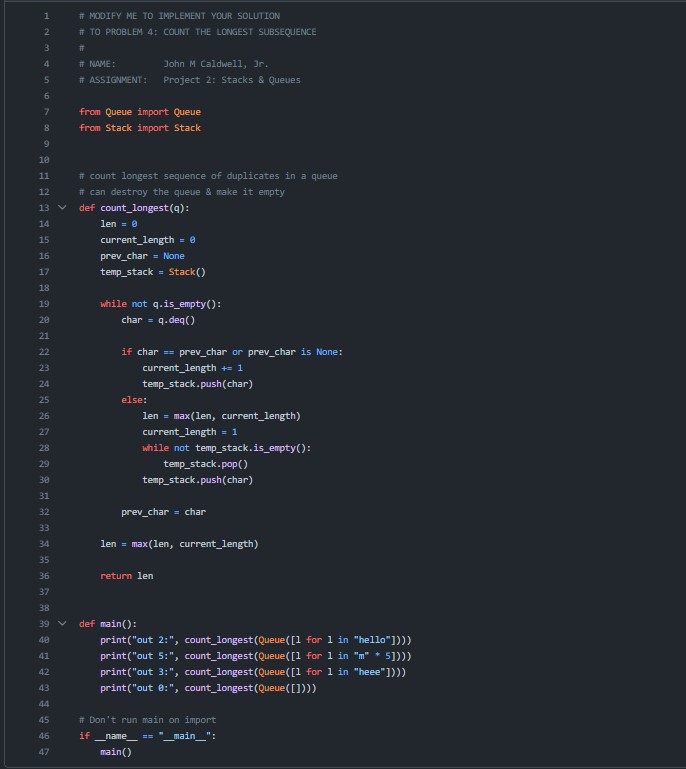 1 # MODIFY ME TO IMPLEMENT YOUR SOLUTION
2 # TO PROBLEM 4: COUNT THE LONGEST SUBSEQUENCE
3 #
4 # NAME:         John M Caldwell, Jr.
5 # ASSIGNMENT:   Project 2: Stacks & Queues
6
7 from Queue import Queue
8 from Stack import Stack
9
10
11 # count longest sequence of duplicates in a queue
12 # can destroy the queue & make it empty
13 def count_longest(q):
14     len = 0
15     current_length = 0
16     prev_char = None
17     temp_stack = Stack()
18
19     while not q.is_empty():
20         char = q.deq()
21
22         if char == prev_char or prev_char is None:
23             current_length += 1
24             temp_stack.push(char)
25         else:
26             len = max(len, current_length)
27             current_length = 1
28             while not temp_stack.is_empty():
29                 temp_stack.pop()
30             temp_stack.push(char)
31
32         prev_char = char
33
34     len = max(len, current_length)
35
36     return len
37
38
39 def main():
40     print("out 2:", count_longest(Queue([l for l in "hello"])))
41     print("out 5:", count_longest(Queue([l for l in "m" * 5])))
42     print("out 3:", count_longest(Queue([l for l in "heee"])))
43     print("out 0:", count_longest(Queue([])))
44
45 # Don't run main on import
46 if __name__ == "__main__":
47     main()